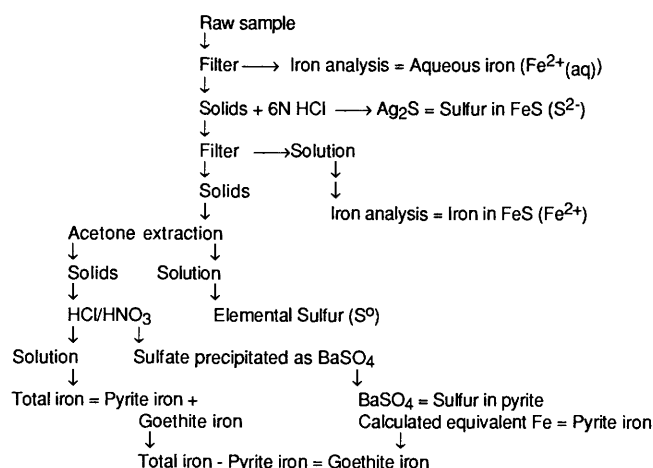 Raw sample
↓
Filter ⟶ Iron analysis = Aqueous iron (Fe2+(aq))
↓
Solids + 6N HCl ⟶ Ag2S = Sulfur in FeS (S2-)
↓
Filter ⟶ Solution
↓ ↓
Solids ↓
↓ Iron analysis = Iron in FeS (Fe2+)
Acetone extraction
↓ ↓
Solids Solution
↓ ↓
HCl/HNO3 Elemental Sulfur (So)
↓ ↓
Solution Sulfate precipitated as BaSO4
↓ ↓
Total iron = Pyrite iron + BaSO4 = Sulfur in pyrite
Goethite iron Calculated equivalent Fe = Pyrite iron
↓ ↓
Total iron - Pyrite iron = Goethite iron